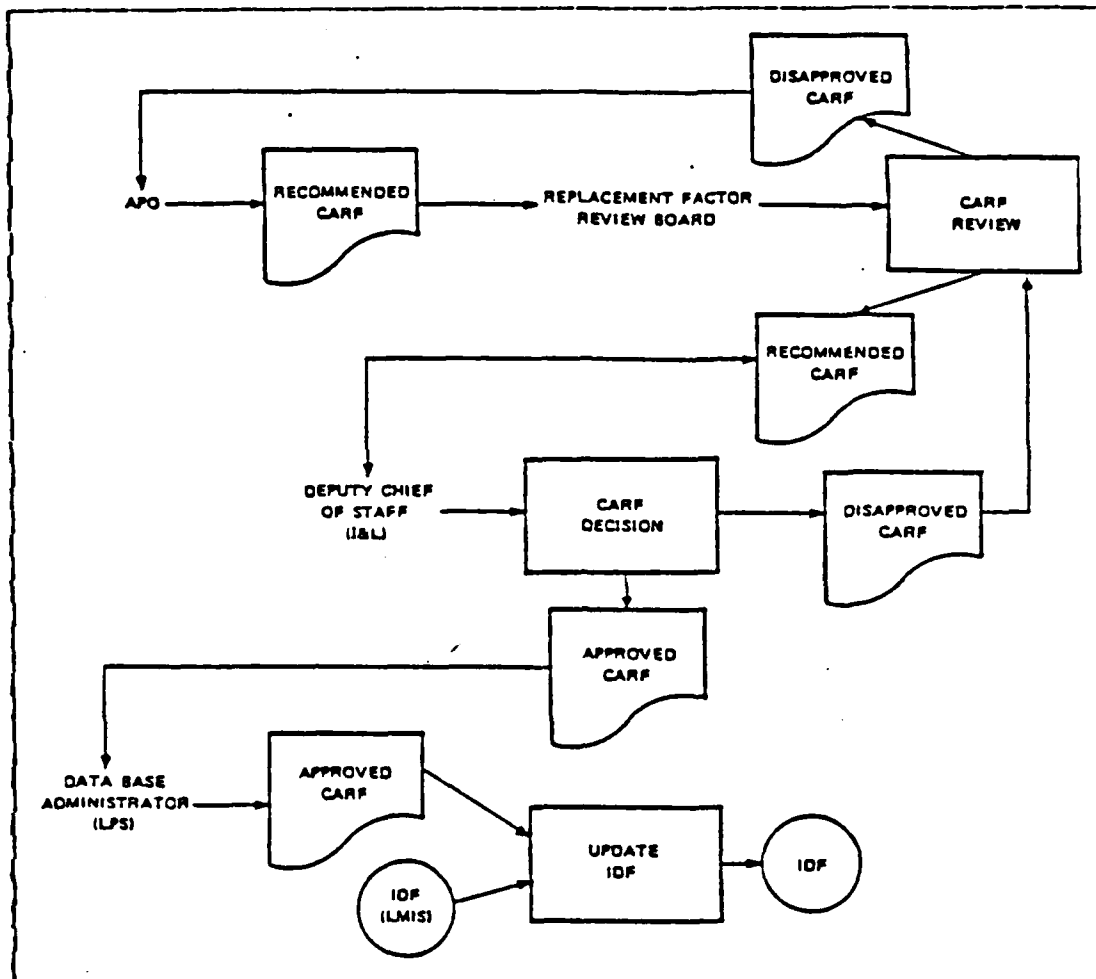 DISAPPROVED
CARF
APO
RECOMMENDED
CARF
REPLACEMENT FACTOR
REVIEW BOARD
CARF
REVIEW
RECOMMENDED
CARF
DEPUTY CHIEF
OF STAFF
(I&L)
CARF
DECISION
DISAPPROVED
CARF
APPROVED
CARF
DATA BASE
ADMINISTRATOR
(LPS)
APPROVED
CARF
IDF
(LMIS)
UPDATE
IDF
IDF